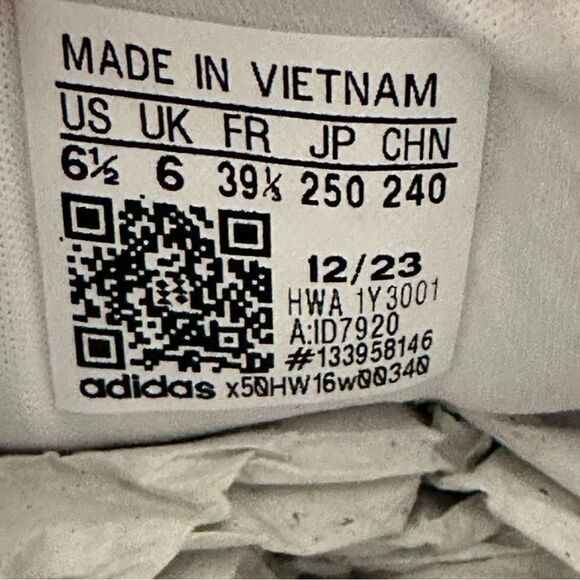 MADE IN VIETNAM
US UK FR JP CHN
6½ 6 39⅓ 250 240
12/23
HWA 1Y3001
A:ID7920
#133958146
adidas x50HW16w00340